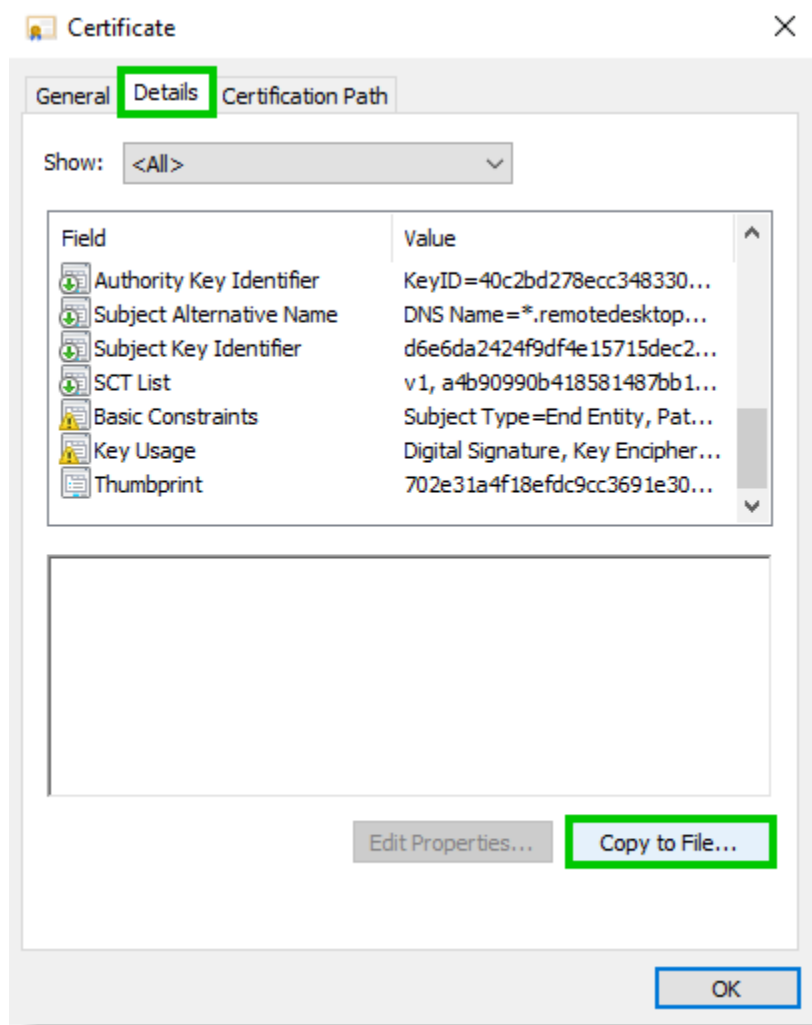 Certificate
General Details Certification Path
Show: <All>
Field Value
Authority Key Identifier KeyID=40c2bd278ecc348330...
Subject Alternative Name DNS Name=*.remotedesktop...
Subject Key Identifier d6e6da2424f9df4e15715dec2...
SCT List v1, a4b90990b418581487bb1...
Basic Constraints Subject Type=End Entity, Pat...
Key Usage Digital Signature, Key Encipher...
Thumbprint 702e31a4f18efdc9cc3691e30...
Edit Properties... Copy to File...
OK